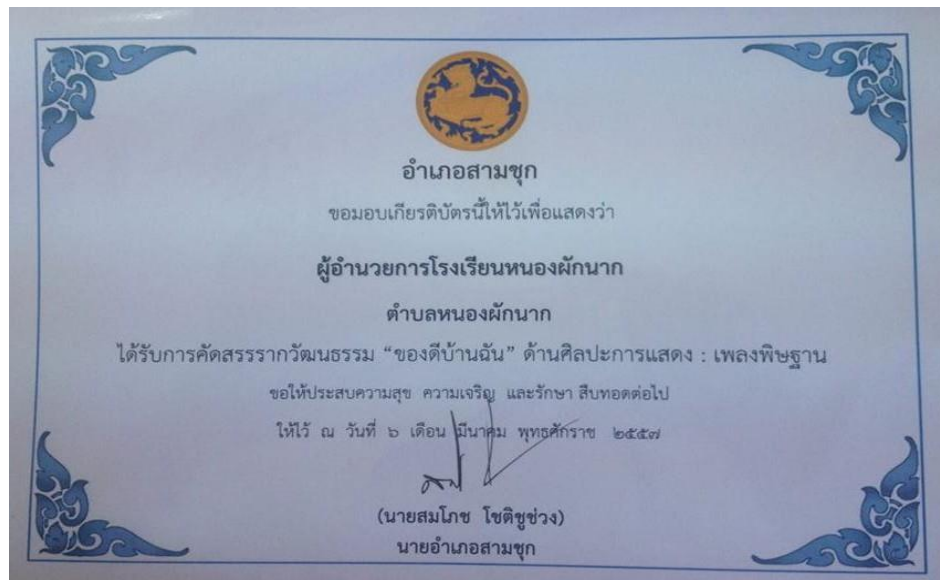 อำเภอสามชุก
ขอมอบเกียรติบัตรนี้ให้ไว้เพื่อแสดงว่า
ผู้อำนวยการโรงเรียนหนองผักนาก
ตำบลหนองผักนาก
ได้รับการคัดสรรรากวัฒนธรรม “ของดีบ้านฉัน” ด้านศิลปะการแสดง : เพลงพิษฐาน
ขอให้ประสบความสุข ความเจริญ และรักษา สืบทอดต่อไป
ให้ไว้ ณ วันที่ ๖ เดือน มีนาคม พุทธศักราช ๒๕๕๗
(นายสมโภช โชติชูช่วง)
นายอำเภอสามชุก